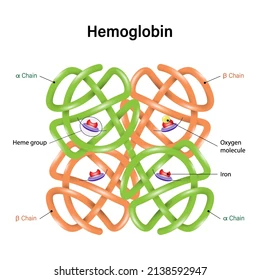 Hemoglobin
α Chain
β Chain
Heme group
Oxygen
molecule
Iron
β Chain
α Chain
shutterstock.com · 2138592947